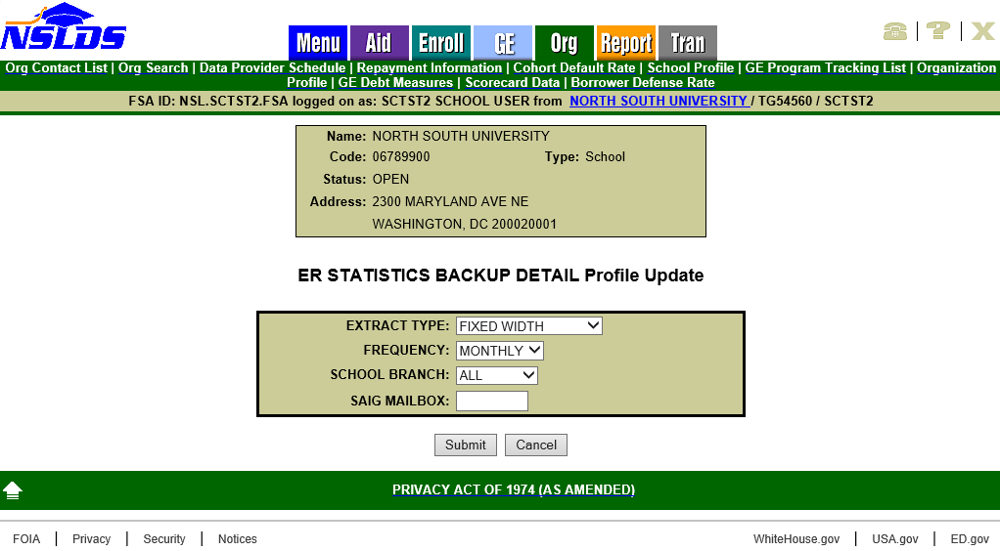 NSLDS
Menu Aid Enroll GE Org Report Tran
?
X
Org Contact List | Org Search | Data Provider Schedule | Repayment Information | Cohort Default Rate | School Profile | GE Program Tracking List | Organization
Profile | GE Debt Measures | Scorecard Data | Borrower Defense Rate
FSA ID: NSL.SCTST2.FSA logged on as: SCTST2 SCHOOL USER from NORTH SOUTH UNIVERSITY / TG54560 / SCTST2
Name: NORTH SOUTH UNIVERSITY
Code: 06789900 Type: School
Status: OPEN
Address: 2300 MARYLAND AVE NE
WASHINGTON, DC 200020001
ER STATISTICS BACKUP DETAIL Profile Update
EXTRACT TYPE: FIXED WIDTH
FREQUENCY: MONTHLY
SCHOOL BRANCH: ALL
SAIG MAILBOX:
Submit Cancel
PRIVACY ACT OF 1974 (AS AMENDED)
FOIA | Privacy | Security | Notices WhiteHouse.gov | USA.gov | ED.gov